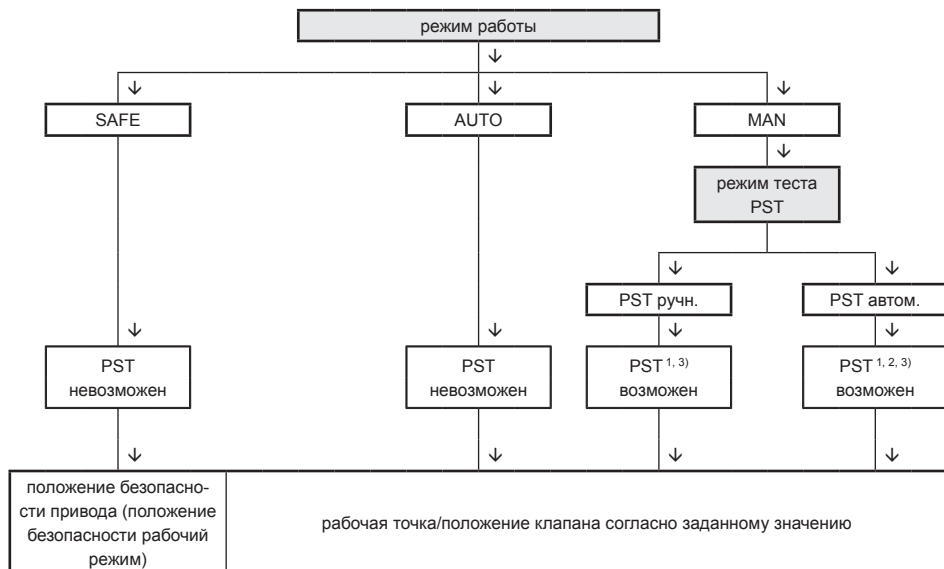 режим работы
SAFE
AUTO
MAN
режим теста
PST
PST ручн.
PST автом.
PST
невозможен
PST
невозможен
PST 1, 3)
возможен
PST 1, 2, 3)
возможен
положение безопасно-
сти привода (положение
безопасности рабочий
режим)
рабочая точка/положение клапана согласно заданному значению